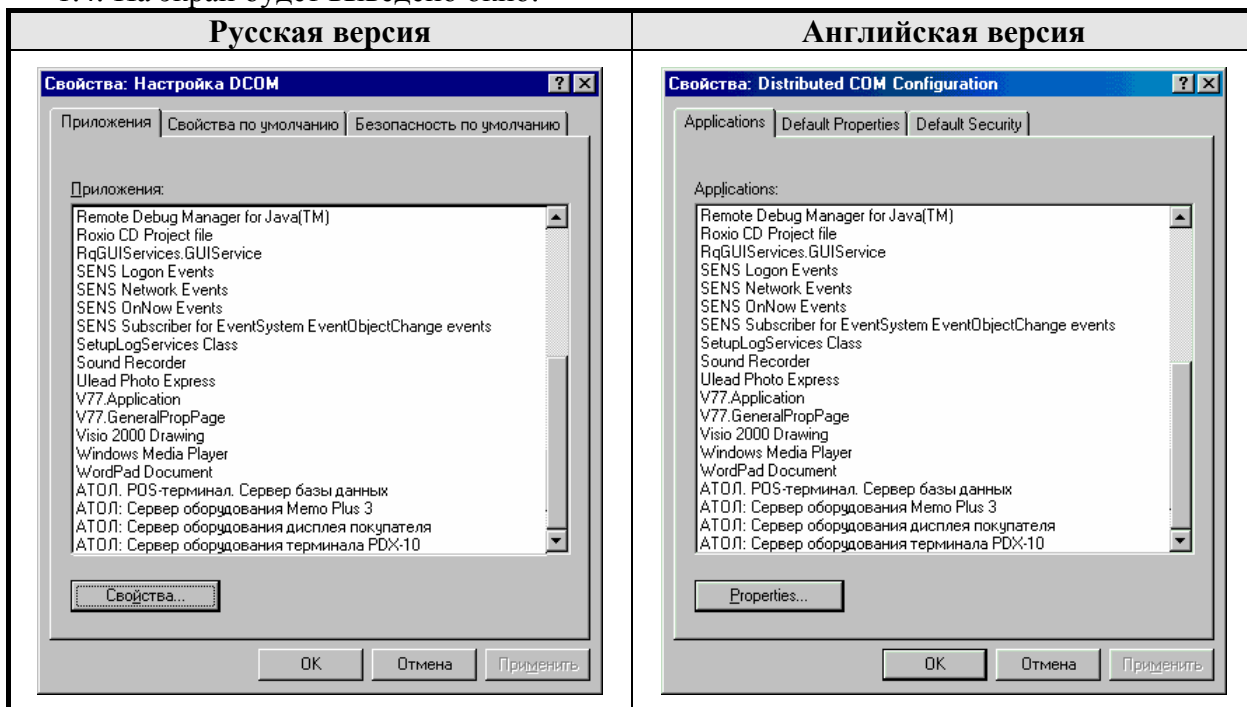 1.4. На экран будет выведено окно:
Русская версия
Английская версия
Свойства: Настройка DCOM
Приложения Свойства по умолчанию Безопасность по умолчанию
Приложения:
Remote Debug Manager for Java(TM)
Roxio CD Project file
RqGUIServices.GUIService
SENS Logon Events
SENS Network Events
SENS OnNow Events
SENS Subscriber for EventSystem EventObjectChange events
SetupLogServices Class
Sound Recorder
Ulead Photo Express
V77.Application
V77.GeneralPropPage
Visio 2000 Drawing
Windows Media Player
WordPad Document
АТОЛ. POS-терминал. Сервер базы данных
АТОЛ: Сервер оборудования Memo Plus 3
АТОЛ: Сервер оборудования дисплея покупателя
АТОЛ: Сервер оборудования терминала PDX-10
Свойства...
OK Отмена Применить
Свойства: Distributed COM Configuration
Applications Default Properties Default Security
Applications:
Remote Debug Manager for Java(TM)
Roxio CD Project file
RqGUIServices.GUIService
SENS Logon Events
SENS Network Events
SENS OnNow Events
SENS Subscriber for EventSystem EventObjectChange events
SetupLogServices Class
Sound Recorder
Ulead Photo Express
V77.Application
V77.GeneralPropPage
Visio 2000 Drawing
Windows Media Player
WordPad Document
АТОЛ. POS-терминал. Сервер базы данных
АТОЛ: Сервер оборудования Memo Plus 3
АТОЛ: Сервер оборудования дисплея покупателя
АТОЛ: Сервер оборудования терминала PDX-10
Properties...
OK Отмена Применить